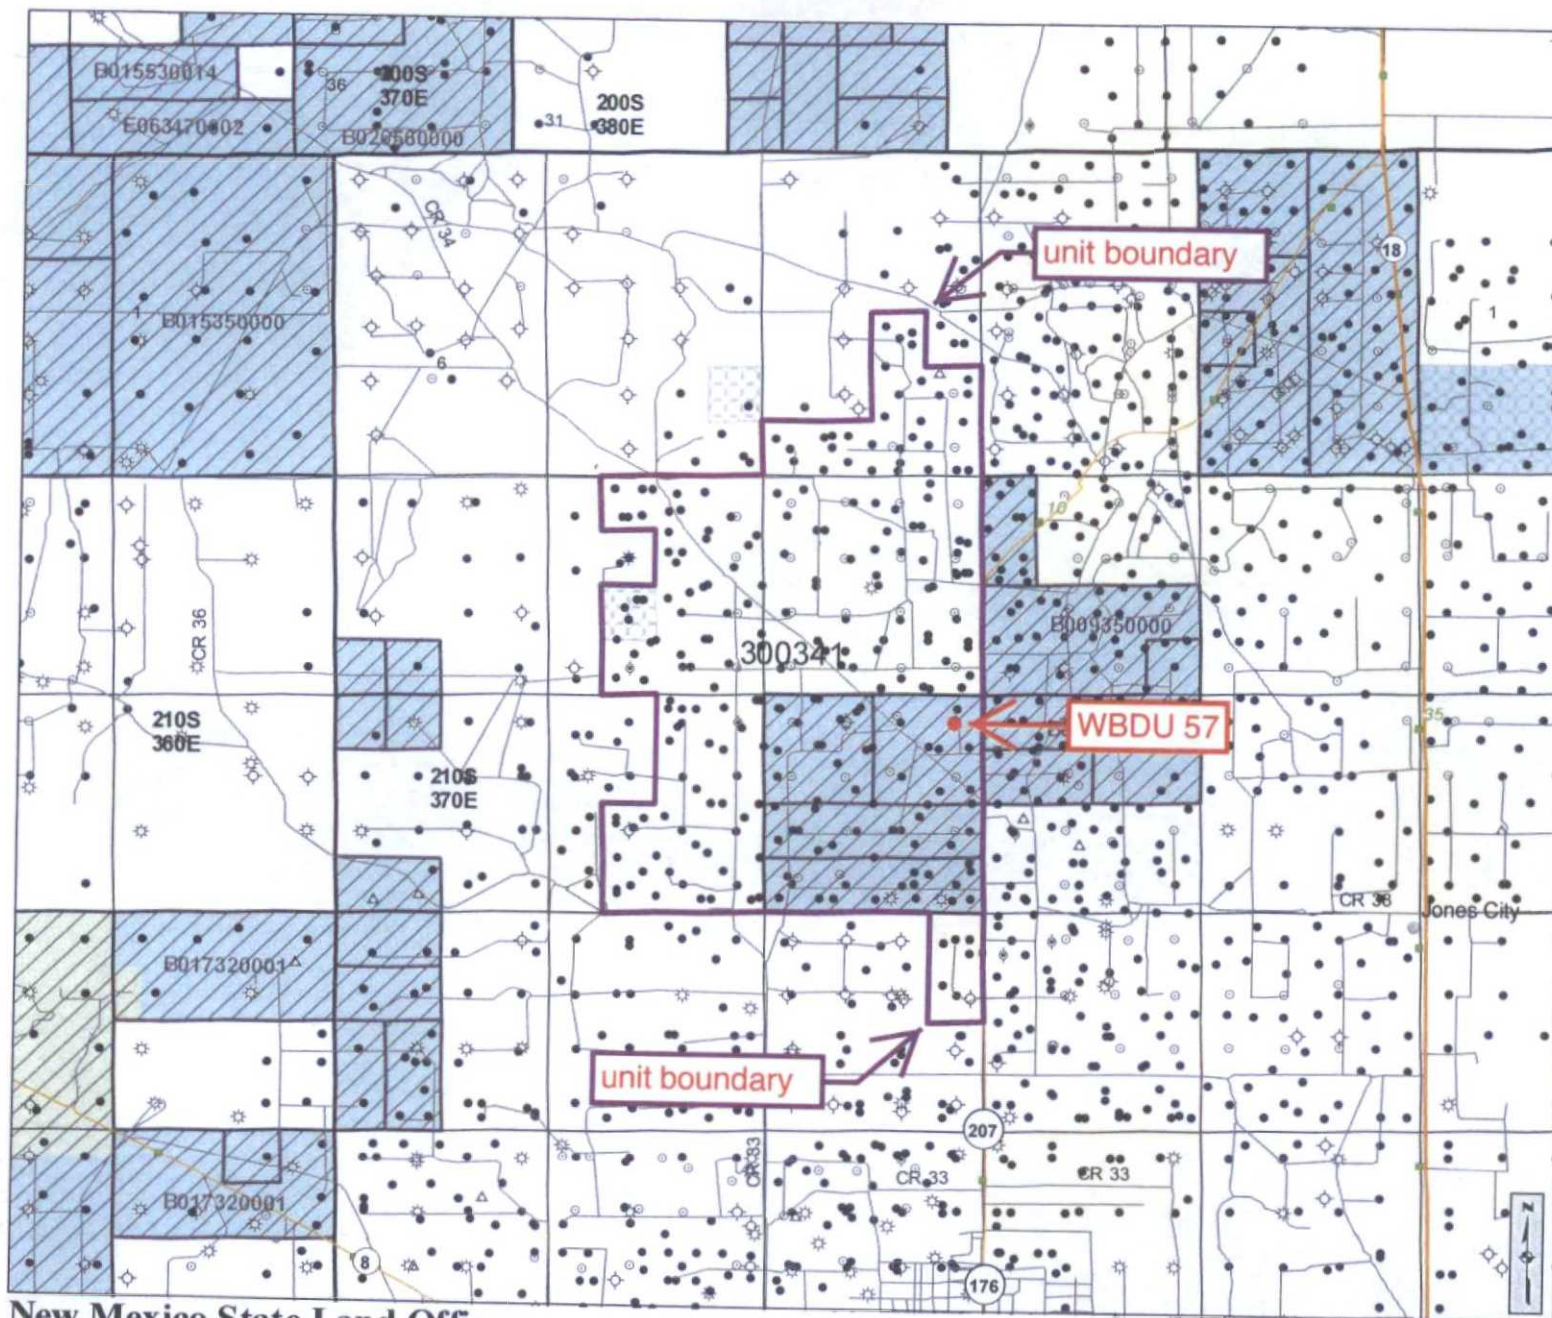 B015530014
36
200S
370E
200S
31
380E
E063470002
B020560000
CR 34
unit boundary
18
1
B015350000
1
6
10
CR 36
300341
B009350000
210S
360E
WBDU 57
35
210S
370E
CR 38
Jones City
B017320001
unit boundary
207
CR 33
CR 33
CR 33
B017320001
8
176
N
New Mexico State Land Off